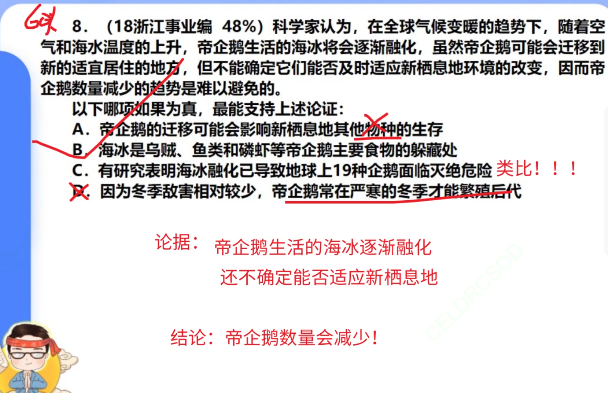 8．（18浙江事业编 48%）科学家认为，在全球气候变暖的趋势下，随着空
气和海水温度的上升，帝企鹅生活的海冰将会逐渐融化，虽然帝企鹅可能会迁移到
新的适宜居住的地方，但不能确定它们能否及时适应新栖息地环境的改变，因而帝
企鹅数量减少的趋势是难以避免的。
以下哪项如果为真，最能支持上述论证：
A．帝企鹅的迁移可能会影响新栖息地其他物种的生存
B．海冰是乌贼、鱼类和磷虾等帝企鹅主要食物的躲藏处
C．有研究表明海冰融化已导致地球上19种企鹅面临灭绝危险 类比！！！
D．因为冬季敌害相对较少，帝企鹅常在严寒的冬季才能繁殖后代
论据： 帝企鹅生活的海冰逐渐融化
还不确定能否适应新栖息地
结论：帝企鹅数量会减少！